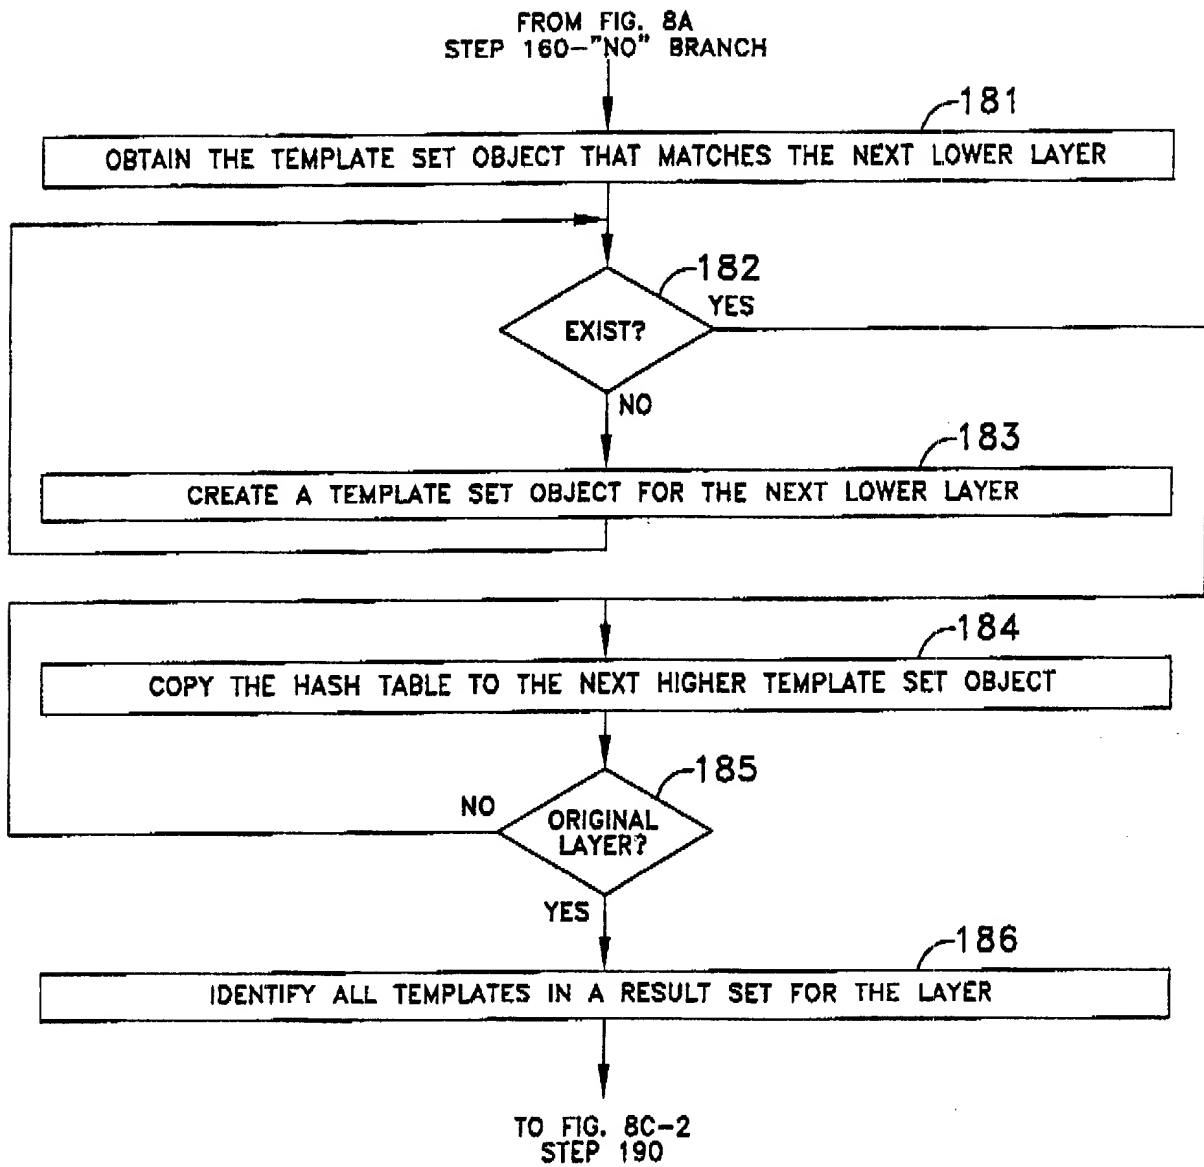 FROM FIG. 8A
STEP 160-"NO" BRANCH
181
OBTAIN THE TEMPLATE SET OBJECT THAT MATCHES THE NEXT LOWER LAYER
182
YES
EXIST?
NO
183
CREATE A TEMPLATE SET OBJECT FOR THE NEXT LOWER LAYER
184
COPY THE HASH TABLE TO THE NEXT HIGHER TEMPLATE SET OBJECT
185
NO
ORIGINAL
LAYER?
YES
186
IDENTIFY ALL TEMPLATES IN A RESULT SET FOR THE LAYER
TO FIG. 8C-2
STEP 190